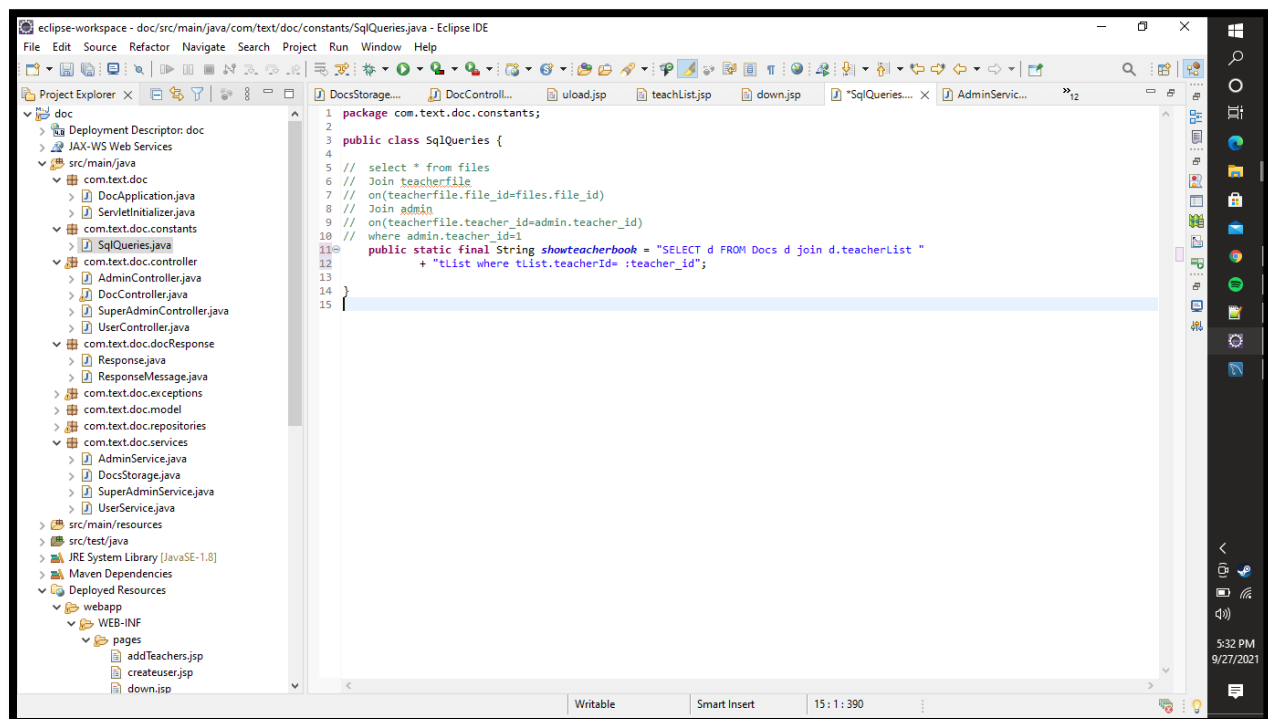 eclipse-workspace - doc/src/main/java/com/text/doc/constants/SqlQueries.java - Eclipse IDE
File Edit Source Refactor Navigate Search Project Run Window Help
Project Explorer
DocsStorage.... DocControll... uload.jsp teachList.jsp down.jsp *SqlQueries.... AdminServic... »12
doc
Deployment Descriptor: doc
JAX-WS Web Services
src/main/java
com.text.doc
DocApplication.java
ServletInitializer.java
com.text.doc.constants
SqlQueries.java
com.text.doc.controller
AdminController.java
DocController.java
SuperAdminController.java
UserController.java
com.text.doc.docResponse
Response.java
ResponseMessage.java
com.text.doc.exceptions
com.text.doc.model
com.text.doc.repositories
com.text.doc.services
AdminService.java
DocsStorage.java
SuperAdminService.java
UserService.java
src/main/resources
src/test/java
JRE System Library [JavaSE-1.8]
Maven Dependencies
Deployed Resources
webapp
WEB-INF
pages
addTeachers.jsp
createuser.jsp
down.jsp
1 package com.text.doc.constants;
2
3 public class SqlQueries {
4
5 // select * from files
6 // Join teacherfile
7 // on(teacherfile.file_id=files.file_id)
8 // Join admin
9 // on(teacherfile.teacher_id=admin.teacher_id)
10 // where admin.teacher_id=1
11 public static final String showteacherbook = "SELECT d FROM Docs d join d.teacherList "
12 + "tList where tList.teacherId= :teacher_id";
13
14 }
15
Writable Smart Insert 15 : 1 : 390
5:32 PM
9/27/2021